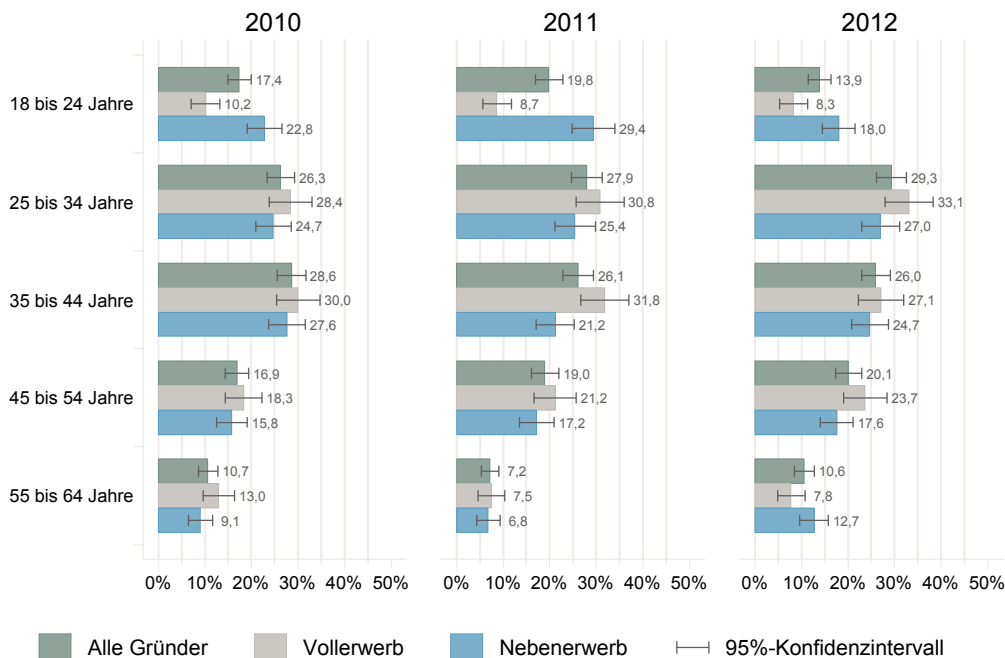 2010 2011 2012
18 bis 24 Jahre
17,4 19,8 13,9
10,2 8,7 8,3
22,8 29,4 18,0
25 bis 34 Jahre
26,3 27,9 29,3
28,4 30,8 33,1
24,7 25,4 27,0
35 bis 44 Jahre
28,6 26,1 26,0
30,0 31,8 27,1
27,6 21,2 24,7
45 bis 54 Jahre
16,9 19,0 20,1
18,3 21,2 23,7
15,8 17,2 17,6
55 bis 64 Jahre
10,7 7,2 10,6
13,0 7,5 7,8
9,1 6,8 12,7
0% 10% 20% 30% 50% 0% 10% 20% 30% 50% 0% 10% 20% 30% 50%
Alle Gründer Vollerwerb Nebenerwerb 95%-Konfidenzintervall